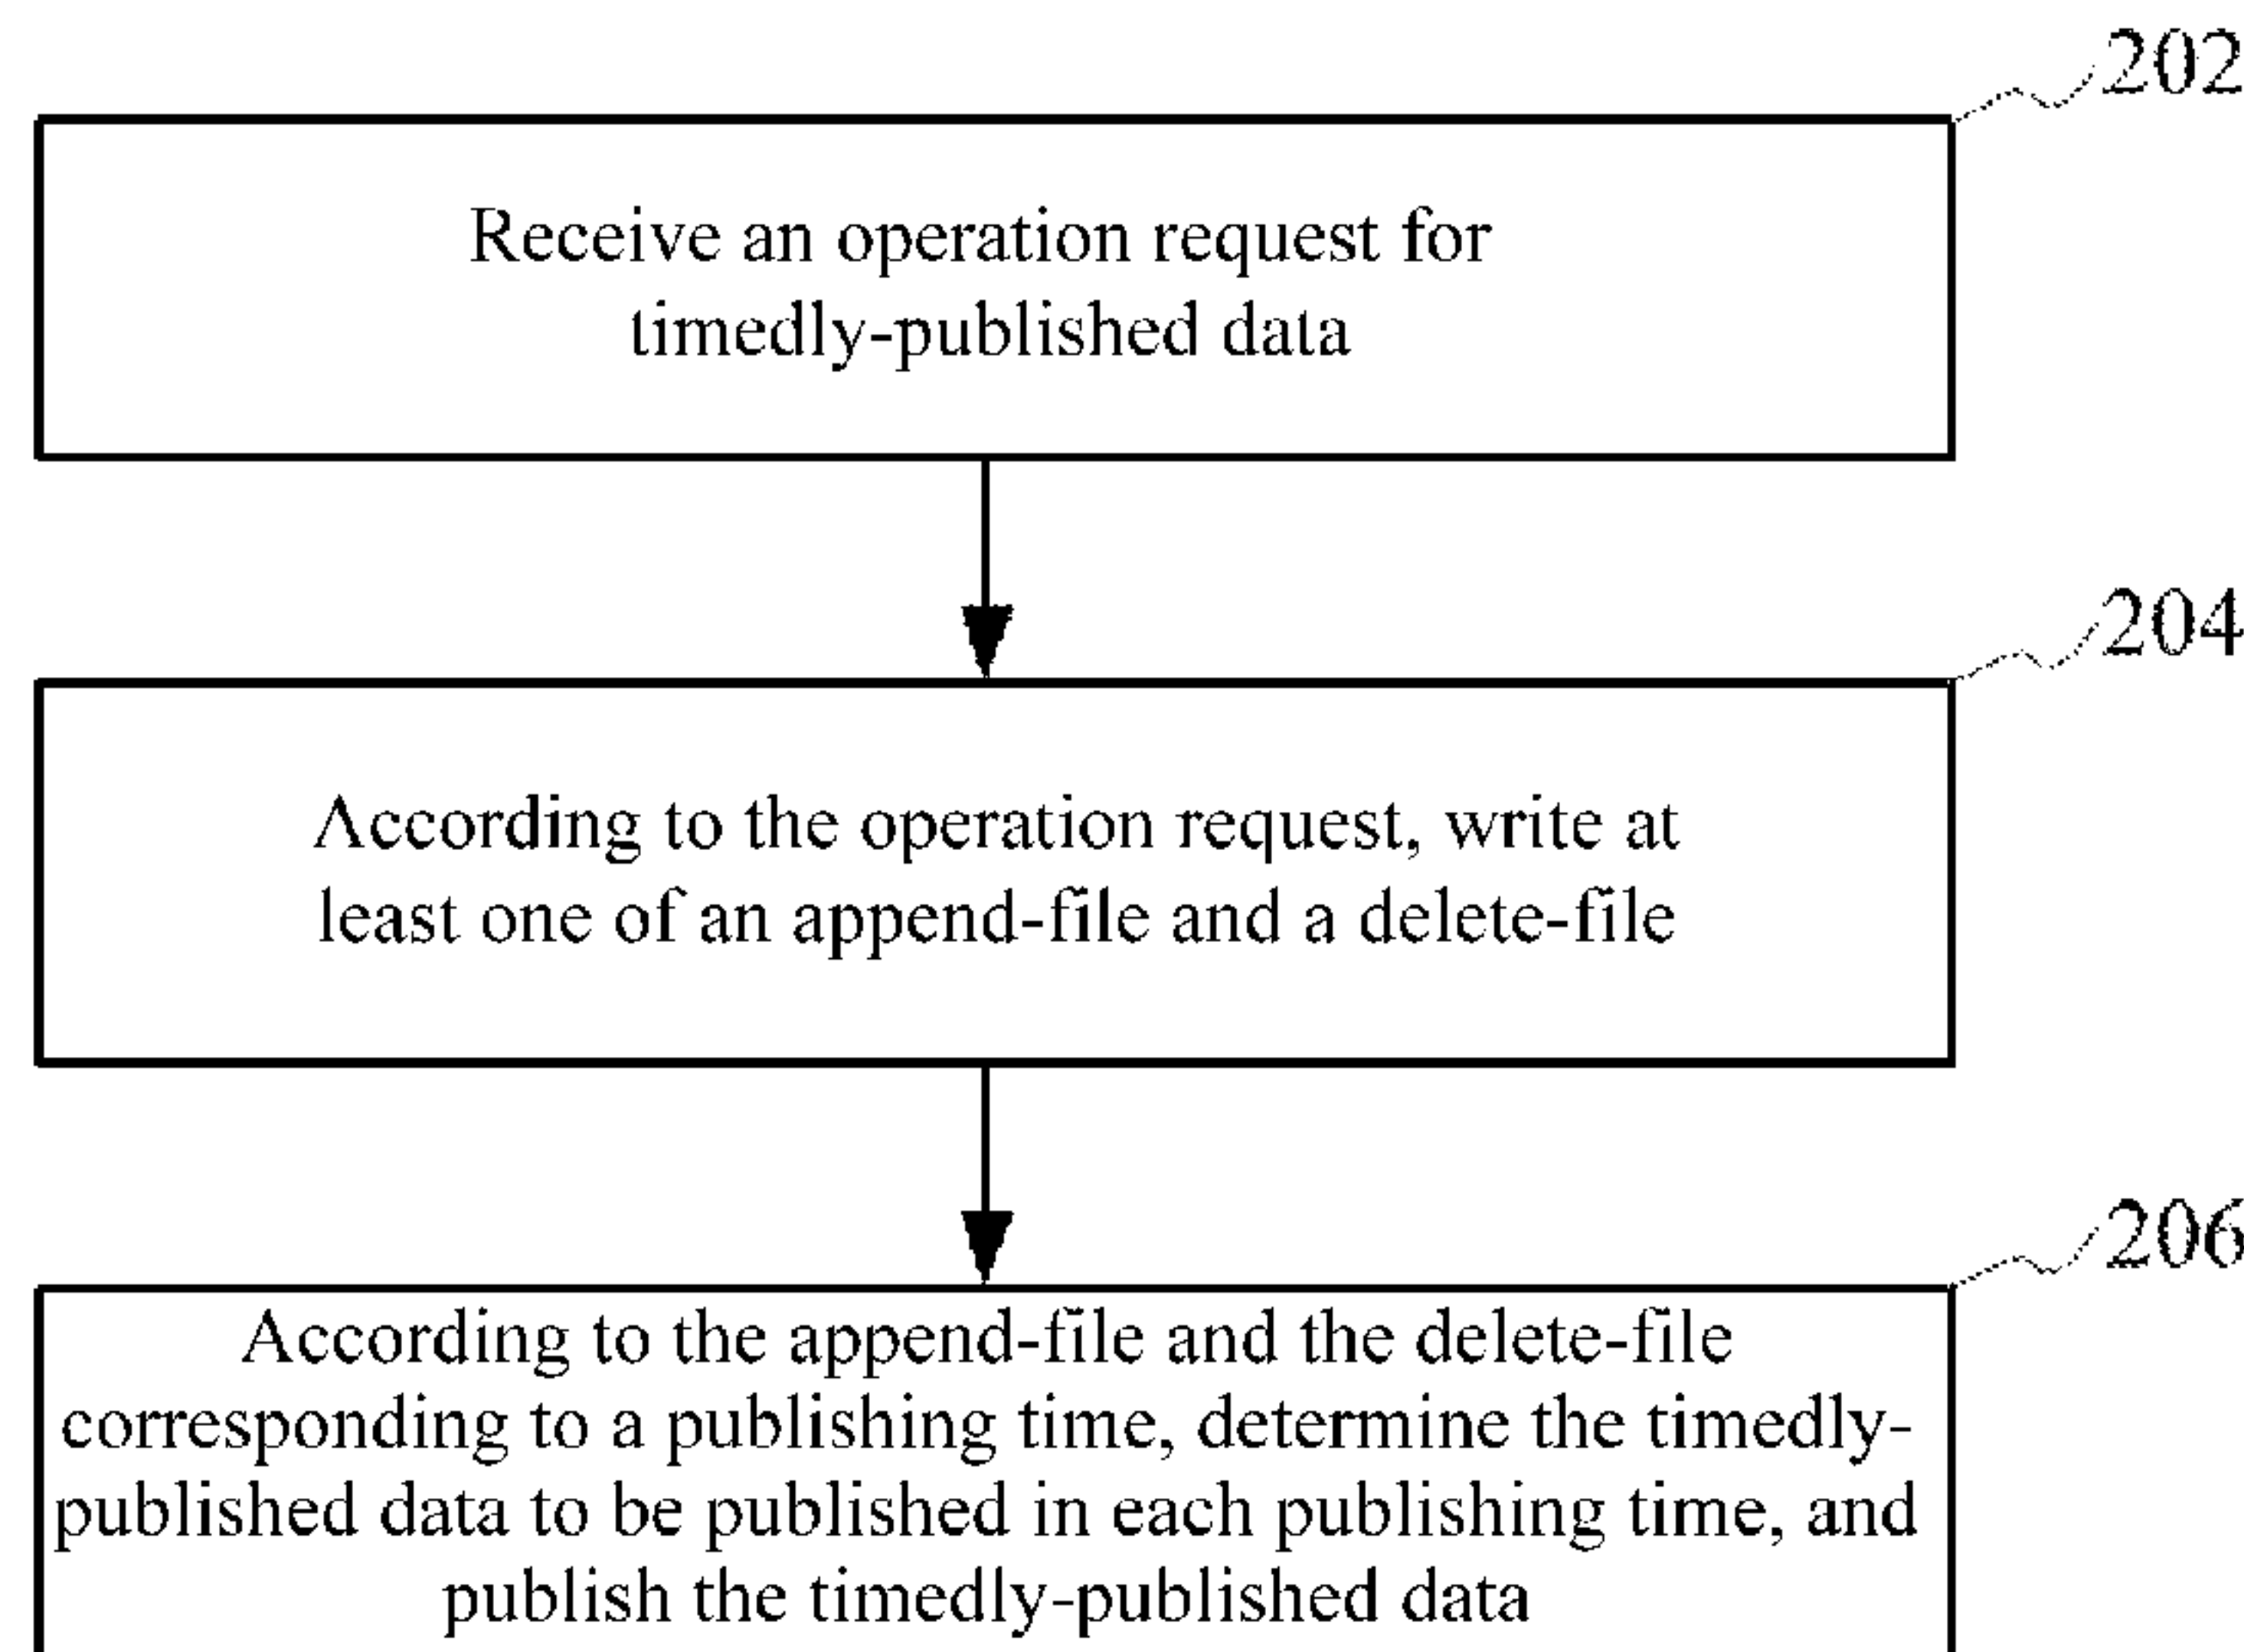 202
Receive an operation request for
timedly-published data
204
According to the operation request, write at
least one of an append-file and a delete-file
206
According to the append-file and the delete-file
corresponding to a publishing time, determine the timedly-
published data to be published in each publishing time, and
publish the timedly-published data